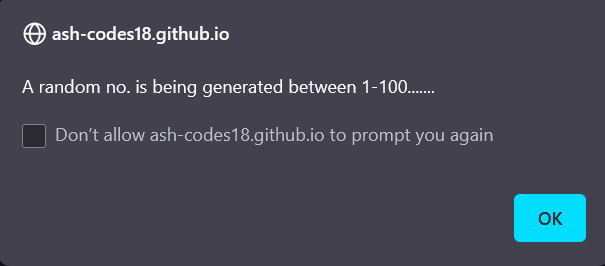 ash-codes18.github.io
A random no. is being generated between 1-100.......
Don't allow ash-codes18.github.io to prompt you again
OK